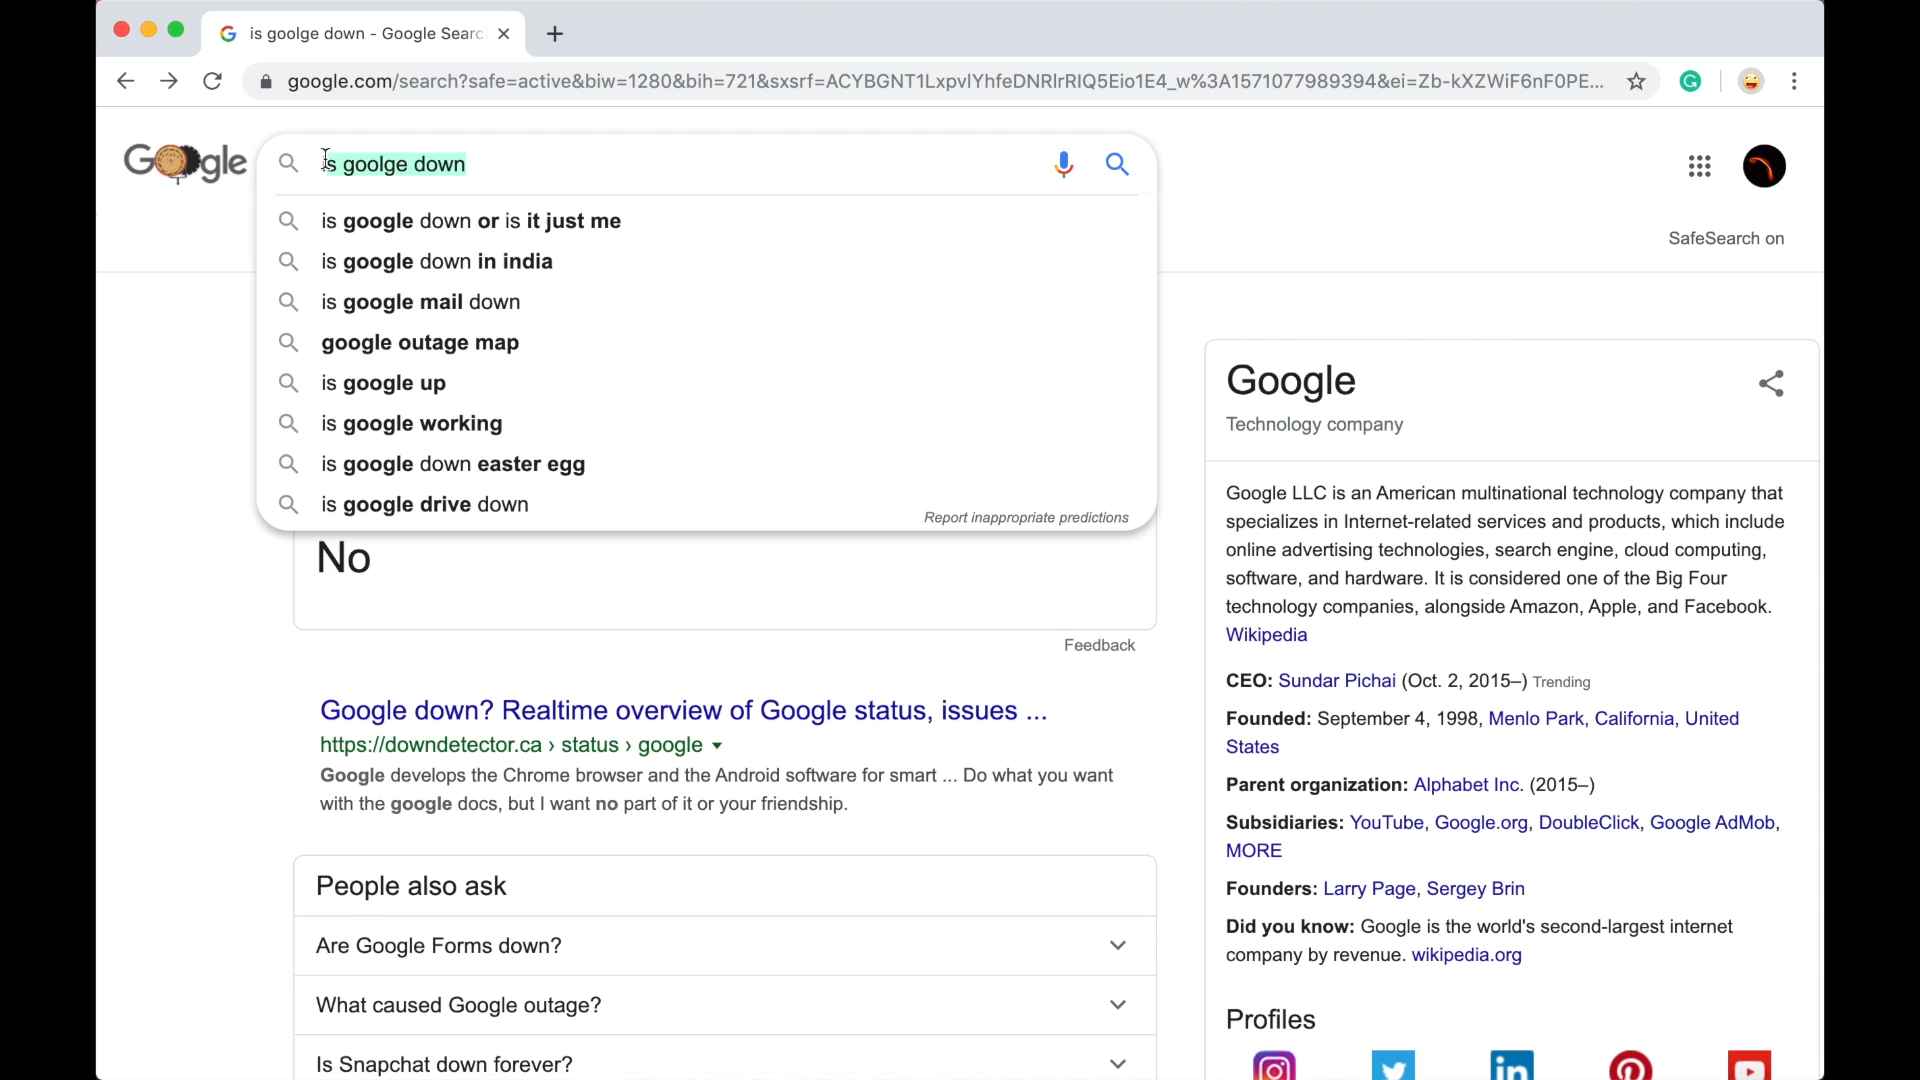 is goolge down - Google Searc
google.com/search?safe=active&biw=1280&bih=721&sxsrf=ACYBGNT1LxpvlYhfeDNRlrRIQ5Eio1E4_w%3A1571077989394&ei=Zb-kXZWiF6nF0PE...
Google
is goolge down
is google down or is it just me
is google down in india
is google mail down
google outage map
is google up
is google working
is google down easter egg
is google drive down
Report inappropriate predictions
SafeSearch on
No
Feedback
Google down? Realtime overview of Google status, issues ...
https://downdetector.ca › status › google
Google develops the Chrome browser and the Android software for smart ... Do what you want
with the google docs, but I want no part of it or your friendship.
People also ask
Are Google Forms down?
What caused Google outage?
Is Snapchat down forever?
Google
Technology company
Google LLC is an American multinational technology company that
specializes in Internet-related services and products, which include
online advertising technologies, search engine, cloud computing,
software, and hardware. It is considered one of the Big Four
technology companies, alongside Amazon, Apple, and Facebook.
Wikipedia
CEO: Sundar Pichai (Oct. 2, 2015–) Trending
Founded: September 4, 1998, Menlo Park, California, United
States
Parent organization: Alphabet Inc. (2015–)
Subsidiaries: YouTube, Google.org, DoubleClick, Google AdMob,
MORE
Founders: Larry Page, Sergey Brin
Did you know: Google is the world's second-largest internet
company by revenue. wikipedia.org
Profiles